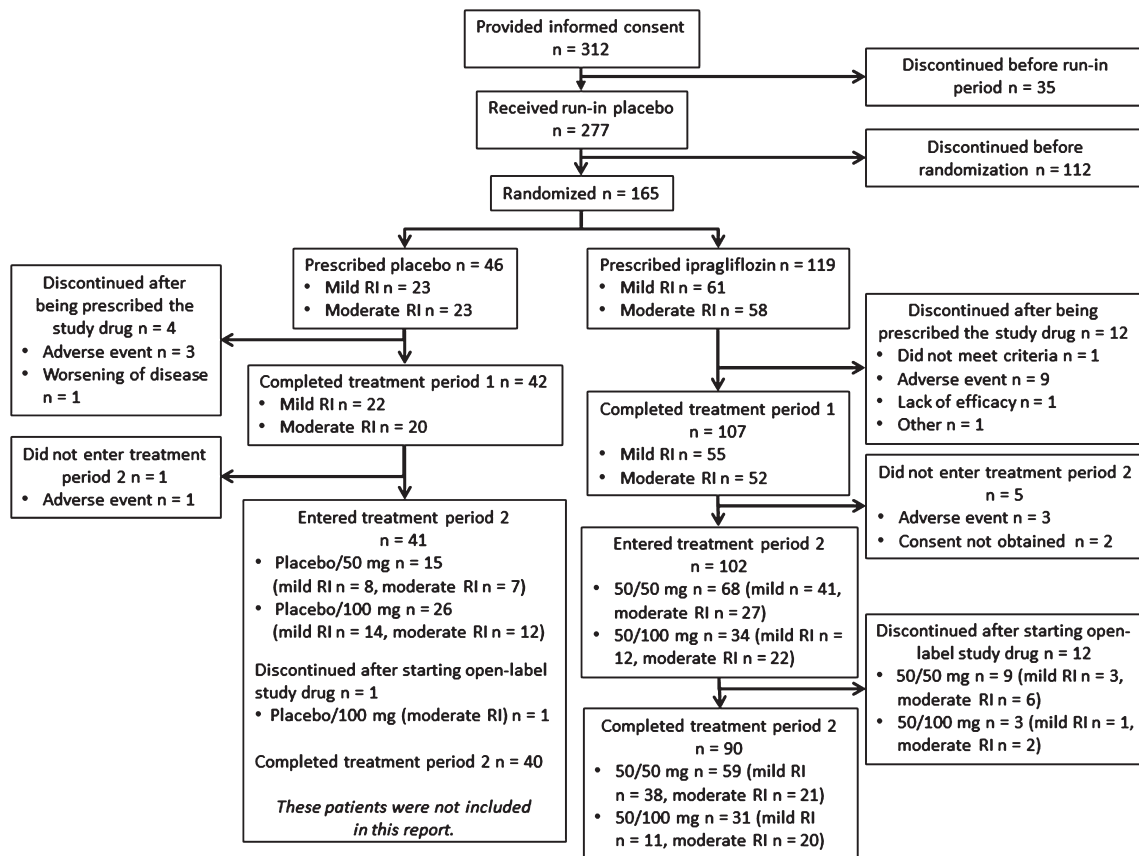 Provided informed consent
n = 312
Discontinued before run-in
period n = 35
Received run-in placebo
n = 277
Discontinued before
randomization n = 112
Randomized n = 165
Prescribed placebo n = 46
• Mild RI n = 23
• Moderate RI n = 23
Prescribed ipragliflozin n = 119
• Mild RI n = 61
• Moderate RI n = 58
Discontinued after
being prescribed the
study drug n = 4
• Adverse event n = 3
• Worsening of disease
n = 1
Discontinued after being
prescribed the study drug n = 12
• Did not meet criteria n = 1
• Adverse event n = 9
• Lack of efficacy n = 1
• Other n = 1
Completed treatment period 1 n = 42
• Mild RI n = 22
• Moderate RI n = 20
Completed treatment period 1
n = 107
• Mild RI n = 55
• Moderate RI n = 52
Did not enter treatment
period 2 n = 1
• Adverse event n = 1
Did not enter treatment period 2
n = 5
• Adverse event n = 3
• Consent not obtained n = 2
Entered treatment period 2
n = 41
• Placebo/50 mg n = 15
(mild RI n = 8, moderate RI n = 7)
• Placebo/100 mg n = 26
(mild RI n = 14, moderate RI n = 12)
Discontinued after starting open-label
study drug n = 1
• Placebo/100 mg (moderate RI) n = 1
Completed treatment period 2 n = 40
These patients were not included
in this report.
Entered treatment period 2
n = 102
• 50/50 mg n = 68 (mild n = 41,
moderate RI n = 27)
• 50/100 mg n = 34 (mild RI n =
12, moderate RI n = 22)
Discontinued after starting open-
label study drug n = 12
• 50/50 mg n = 9 (mild RI n = 3,
moderate RI n = 6)
• 50/100 mg n = 3 (mild RI n = 1,
moderate RI n = 2)
Completed treatment period 2
n = 90
• 50/50 mg n = 59 (mild RI
n = 38, moderate RI n = 21)
• 50/100 mg n = 31 (mild RI
n = 11, moderate RI n = 20)